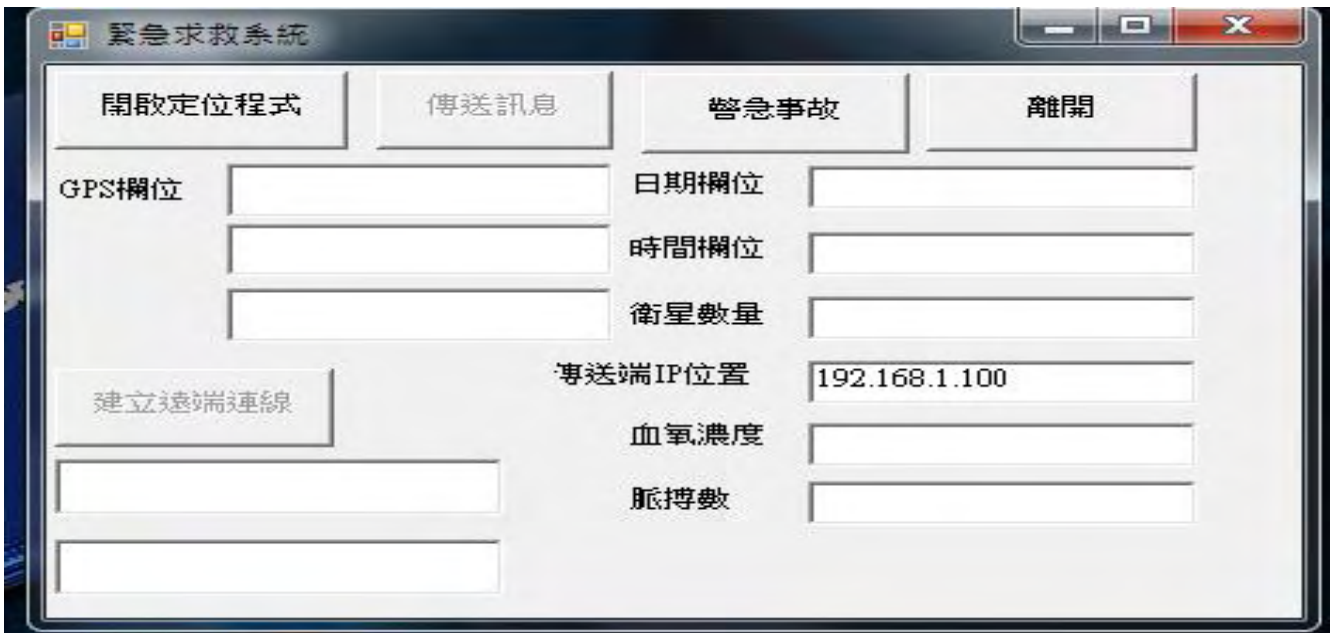 緊急求救系統
開啟定位程式 傳送訊息 警急事故 離開
GPS欄位 日期欄位
時間欄位
衛星數量
傳送端IP位置 192.168.1.100
建立遠端連線
血氧濃度
脈搏數